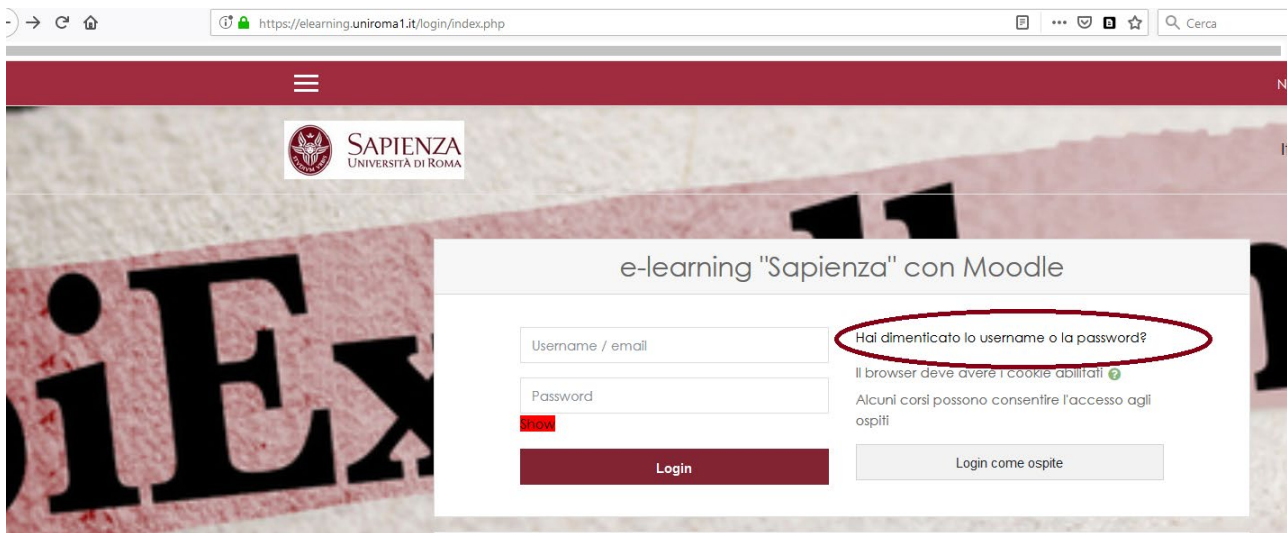 https://elearning.uniroma1.it/login/index.php
Cerca
N
SAPIENZA
UNIVERSITÀ DI ROMA
e-learning "Sapienza" con Moodle
Username / email
Hai dimenticato lo username o la password?
Il browser deve avere i cookie abilitati
Password
Alcuni corsi possono consentire l'accesso agli
ospiti
Show
Login
Login come ospite
iEx